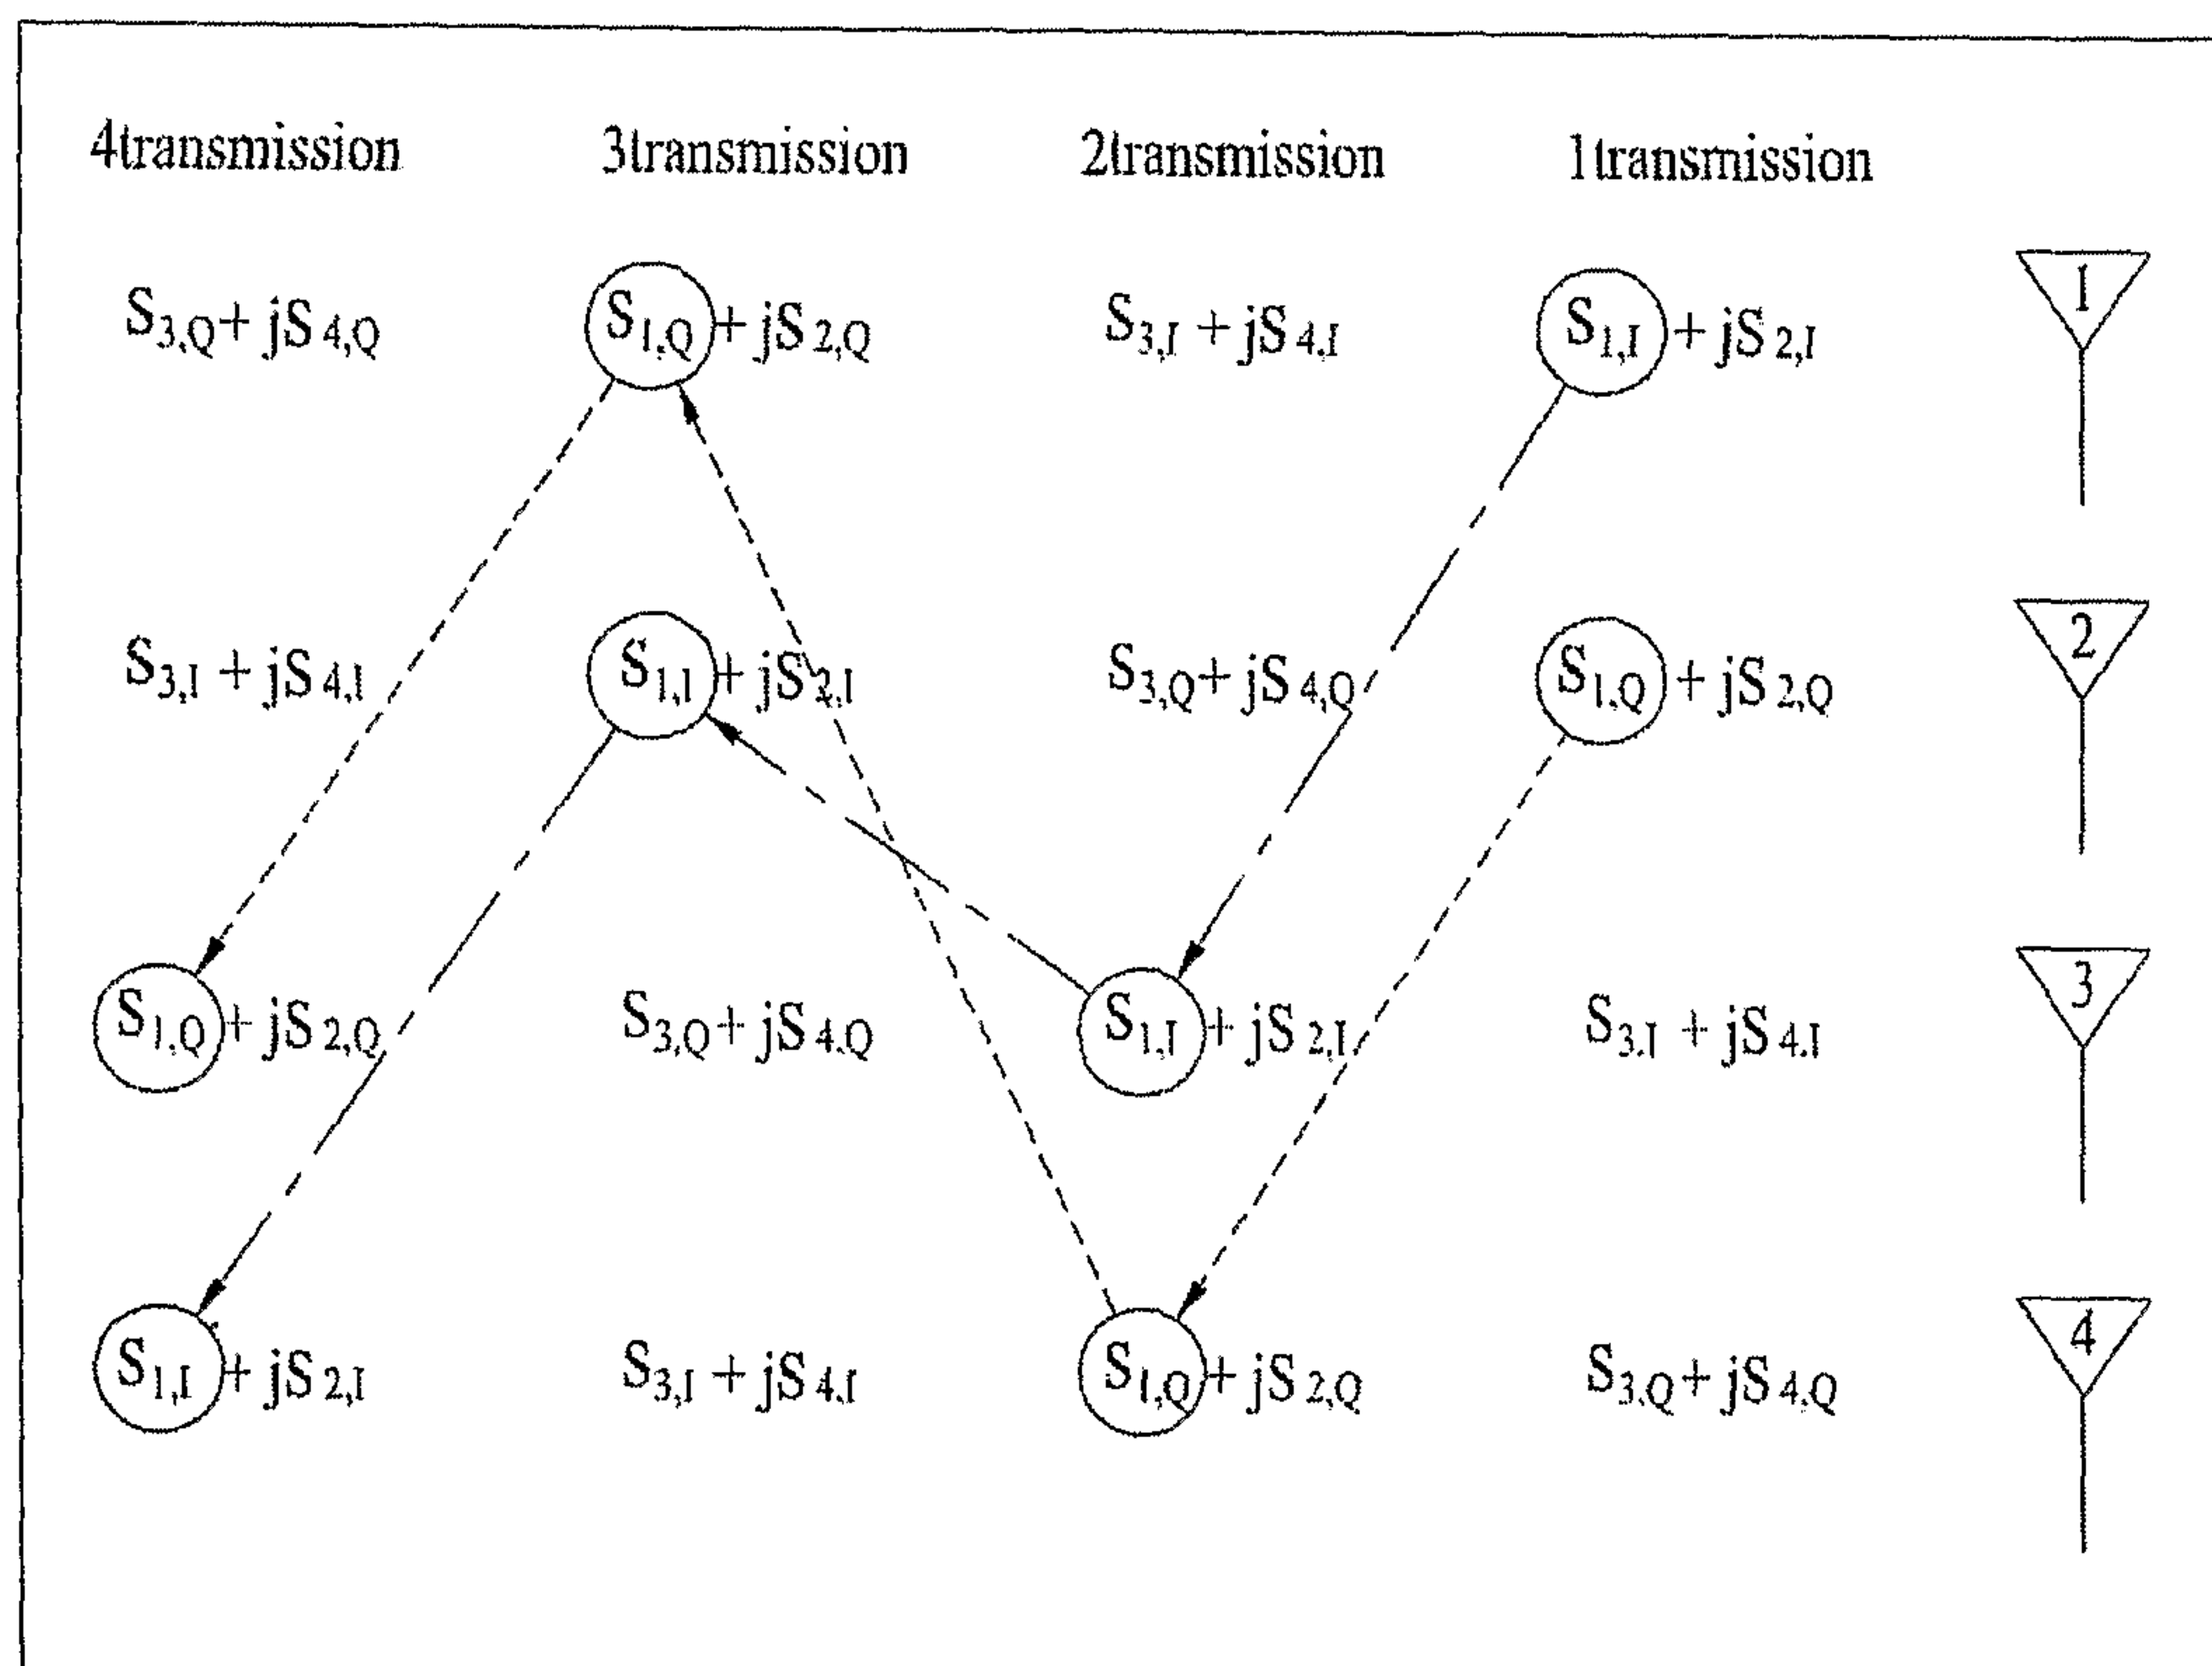 4transmission 3transmission 2transmission 1transmission
S3,Q+ jS4,Q S1,Q+ jS2,Q S3,I + jS4,I S1,I + jS2,I 1
S3,I + jS4,I S1,I + jS2,I S3,Q+ jS4,Q S1,Q + jS2,Q 2
S1,Q + jS2,Q S3,Q+ jS4,Q S1,I + jS2,I S3,I + jS4,I 3
S1,I + jS2,I S3,I + jS4,I S1,Q+ jS2,Q S3,Q+ jS4,Q 4